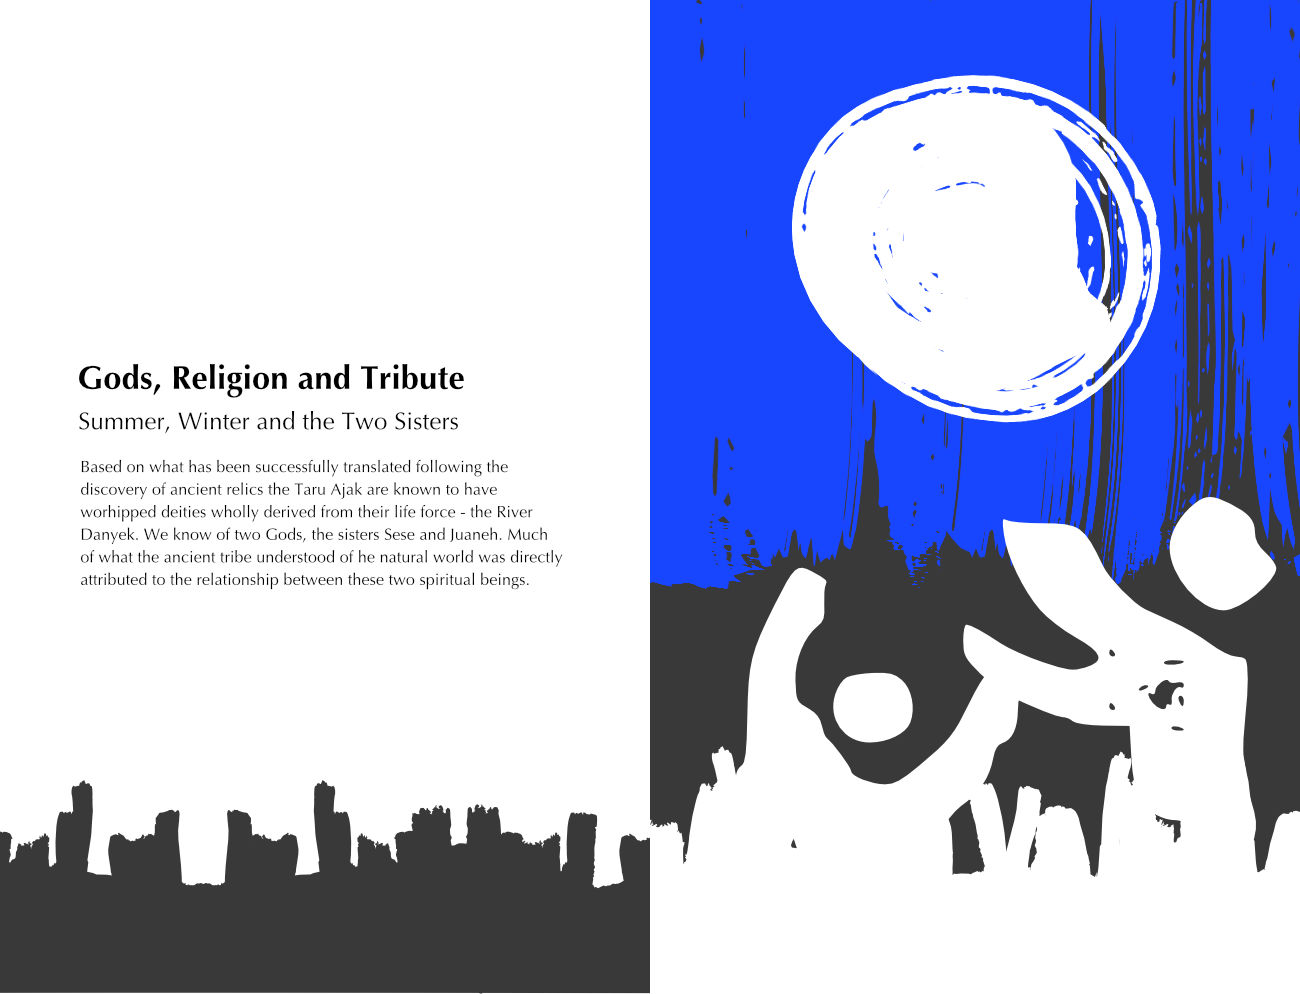 Gods, Religion and Tribute
Summer, Winter and the Two Sisters
Based on what has been successfully translated following the
discovery of ancient relics the Taru Ajak are known to have
worhipped deities wholly derived from their life force - the River
Danyek. We know of two Gods, the sisters Sese and Juaneh. Much
of what the ancient tribe understood of he natural world was directly
attributed to the relationship between these two spiritual beings.